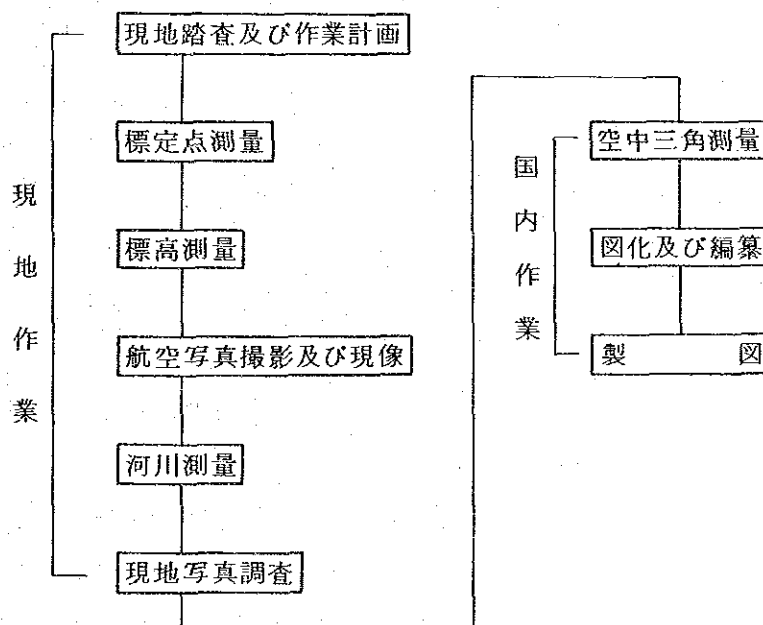 現地作業
現地踏査及び作業計画
標定点測量
標高測量
航空写真撮影及び現像
河川測量
現地写真調査
国内作業
空中三角測量
図化及び編纂
製図